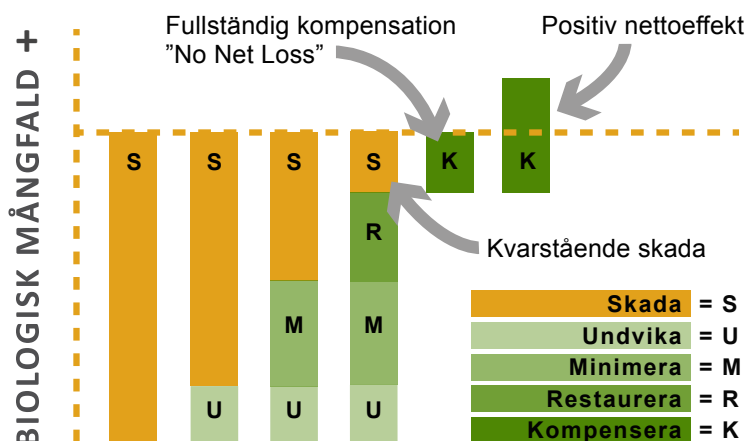 BIOLOGISK MÅNGFALD +
Fullständig kompensation
"No Net Loss"
Positiv nettoeffekt
S S S S K K
R
Kvarstående skada
M M
U U U
Skada = S
Undvika = U
Minimera = M
Restaurera = R
Kompensera = K